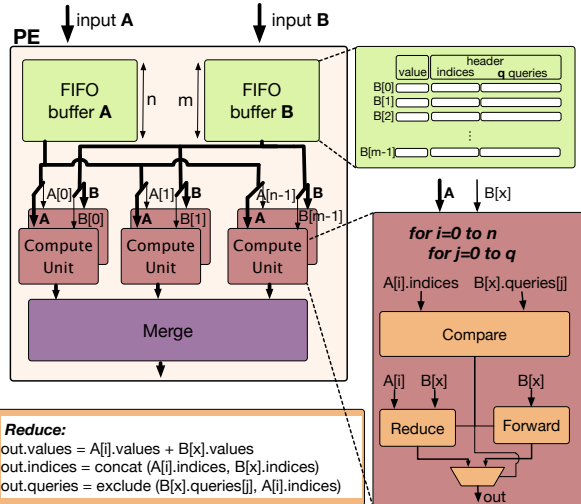 input A
input B
PE
FIFO
buffer A
n
m
FIFO
buffer B
value
header
indices
q queries
B[0]
B[1]
B[2]
⋮
B[m-1]
A[0]
B
A[1]
B
A[n-1]
B
A
B[0]
A
B[1]
A
B[m-1]
Compute
Unit
Compute
Unit
Compute
Unit
Merge
A
B[x]
for i=0 to n
for j=0 to q
A[i].indices
B[x].queries[j]
Compare
A[i]
B[x]
B[x]
Reduce
Forward
out
Reduce:
out.values = A[i].values + B[x].values
out.indices = concat (A[i].indices, B[x].indices)
out.queries = exclude (B[x].queries[j], A[i].indices)